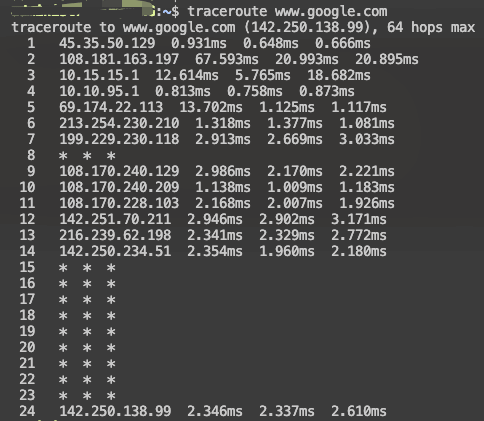 :~$ traceroute www.google.com
traceroute to www.google.com (142.250.138.99), 64 hops max
1 45.35.50.129 0.931ms 0.648ms 0.666ms
2 108.181.163.197 67.593ms 20.993ms 20.895ms
3 10.15.15.1 12.614ms 5.765ms 18.682ms
4 10.10.95.1 0.813ms 0.758ms 0.873ms
5 69.174.22.113 13.702ms 1.125ms 1.117ms
6 213.254.230.210 1.318ms 1.377ms 1.081ms
7 199.229.230.118 2.913ms 2.669ms 3.033ms
8 * * *
9 108.170.240.129 2.986ms 2.170ms 2.221ms
10 108.170.240.209 1.138ms 1.009ms 1.183ms
11 108.170.228.103 2.168ms 2.007ms 1.926ms
12 142.251.70.211 2.946ms 2.902ms 3.171ms
13 216.239.62.198 2.341ms 2.329ms 2.772ms
14 142.250.234.51 2.354ms 1.960ms 2.180ms
15 * * *
16 * * *
17 * * *
18 * * *
19 * * *
20 * * *
21 * * *
22 * * *
23 * * *
24 142.250.138.99 2.346ms 2.337ms 2.610ms